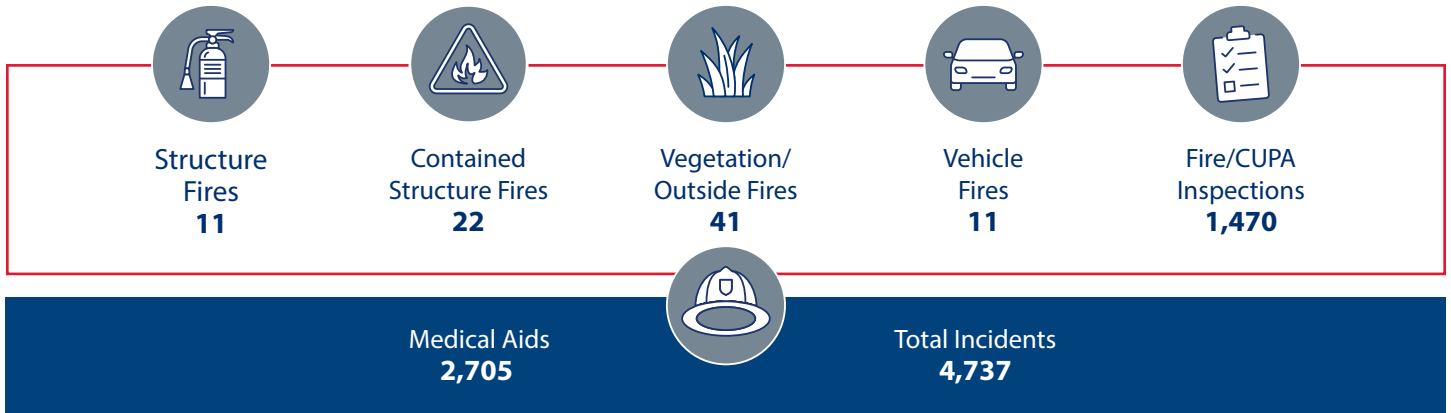 Structure
Fires
11
Contained
Structure Fires
22
Vegetation/
Outside Fires
41
Vehicle
Fires
11
Fire/CUPA
Inspections
1,470
Medical Aids
2,705
Total Incidents
4,737